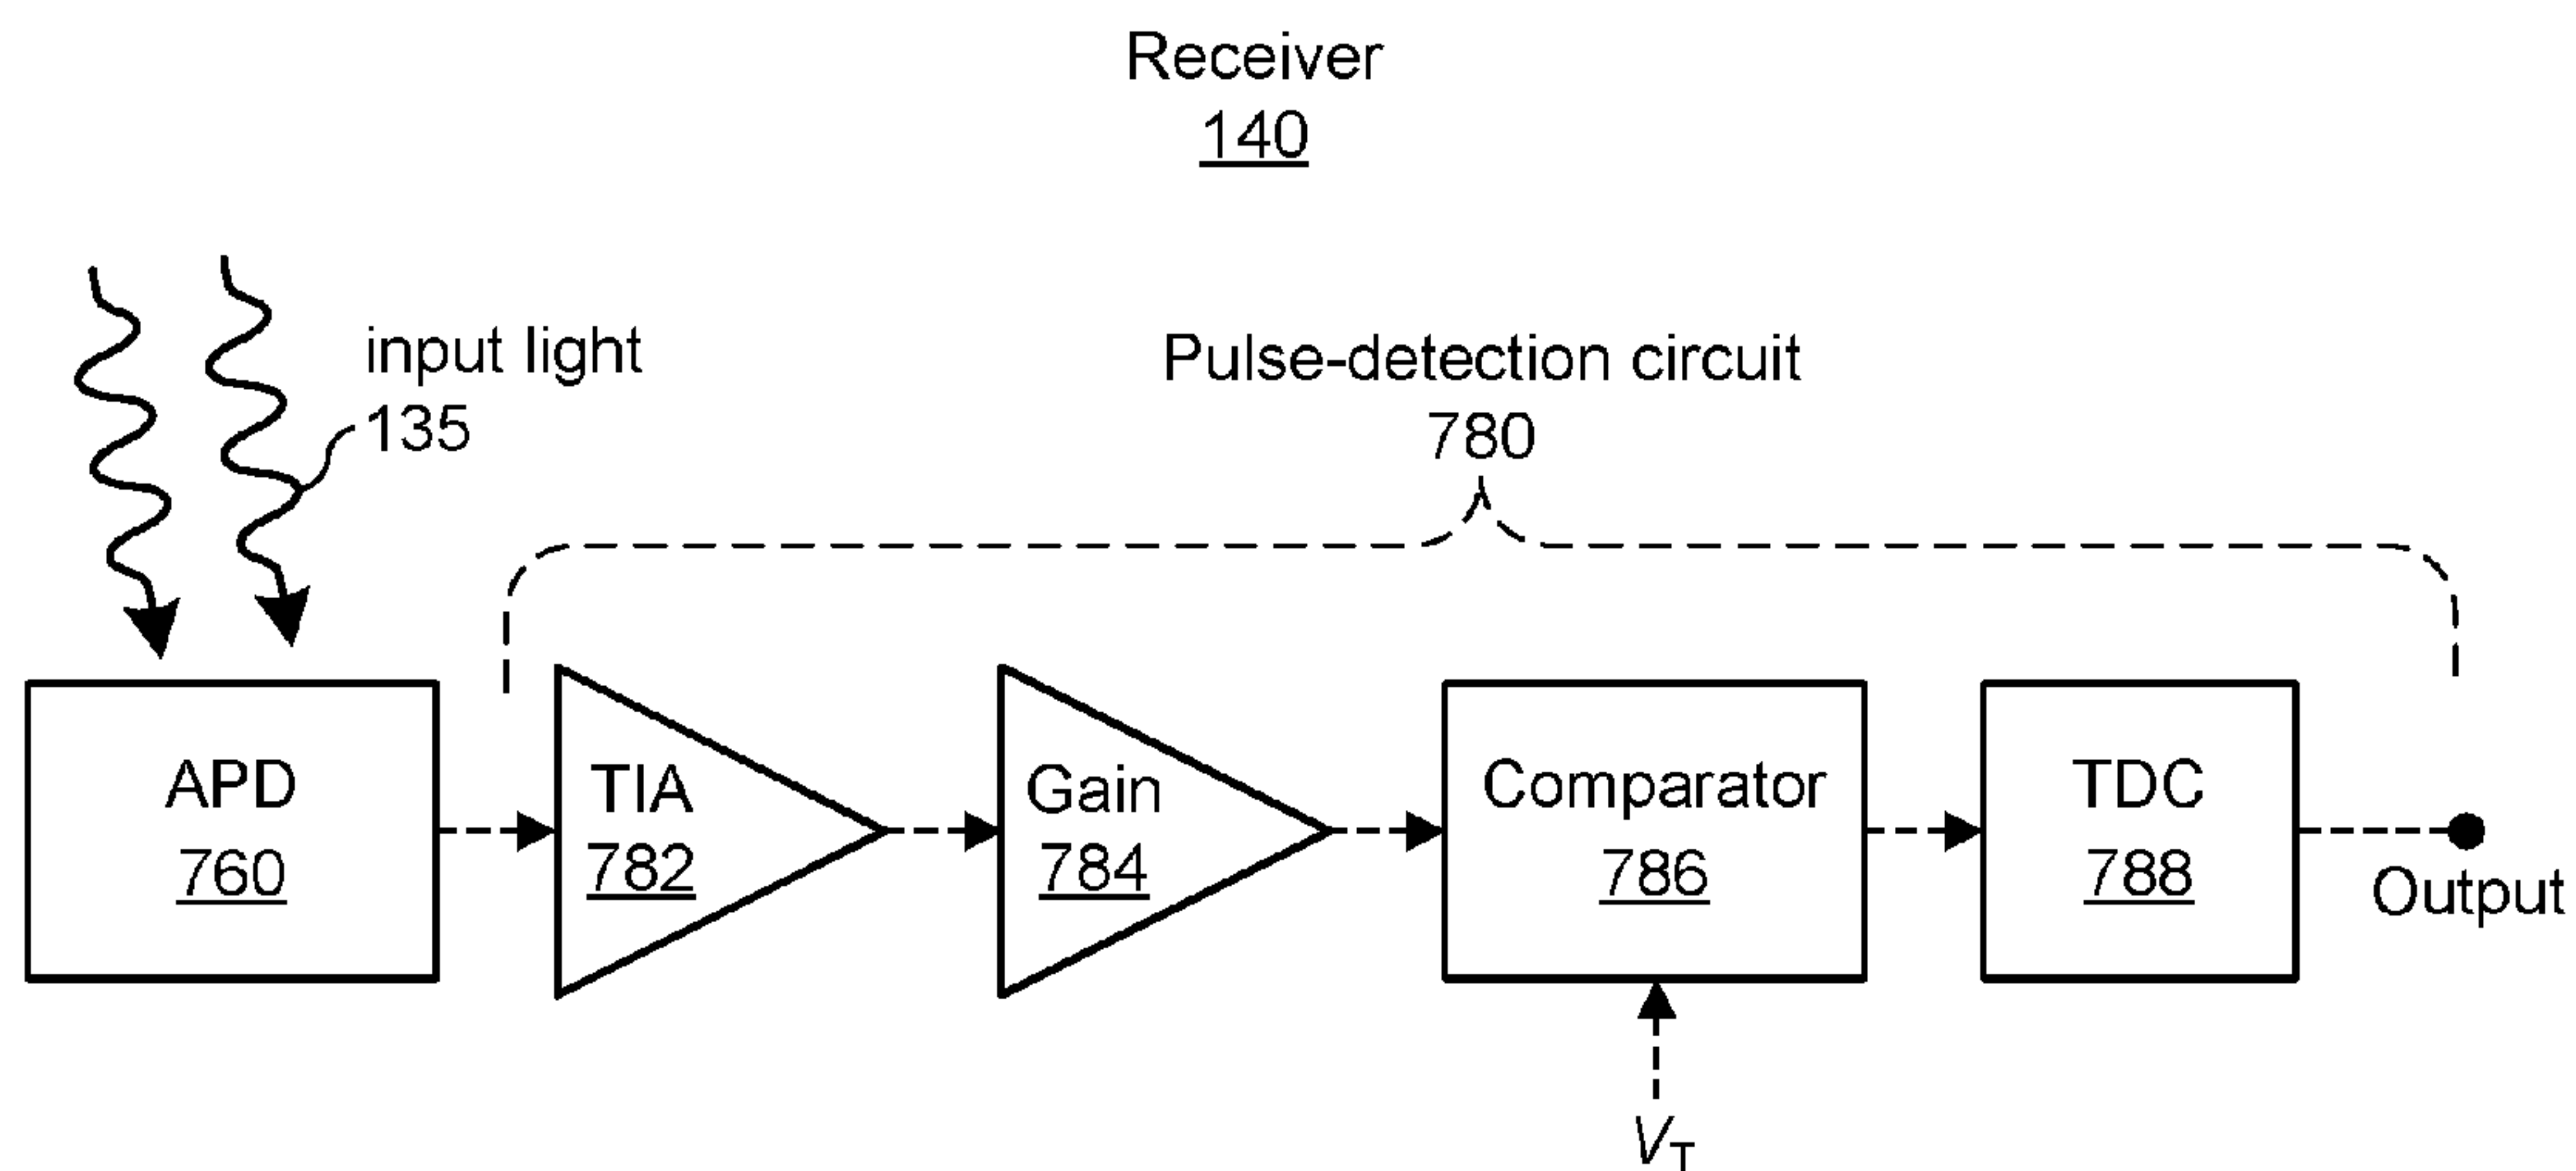 Receiver
140
input light
135
Pulse-detection circuit
780
APD
760
TIA
782
Gain
784
Comparator
786
TDC
788
Output
VT